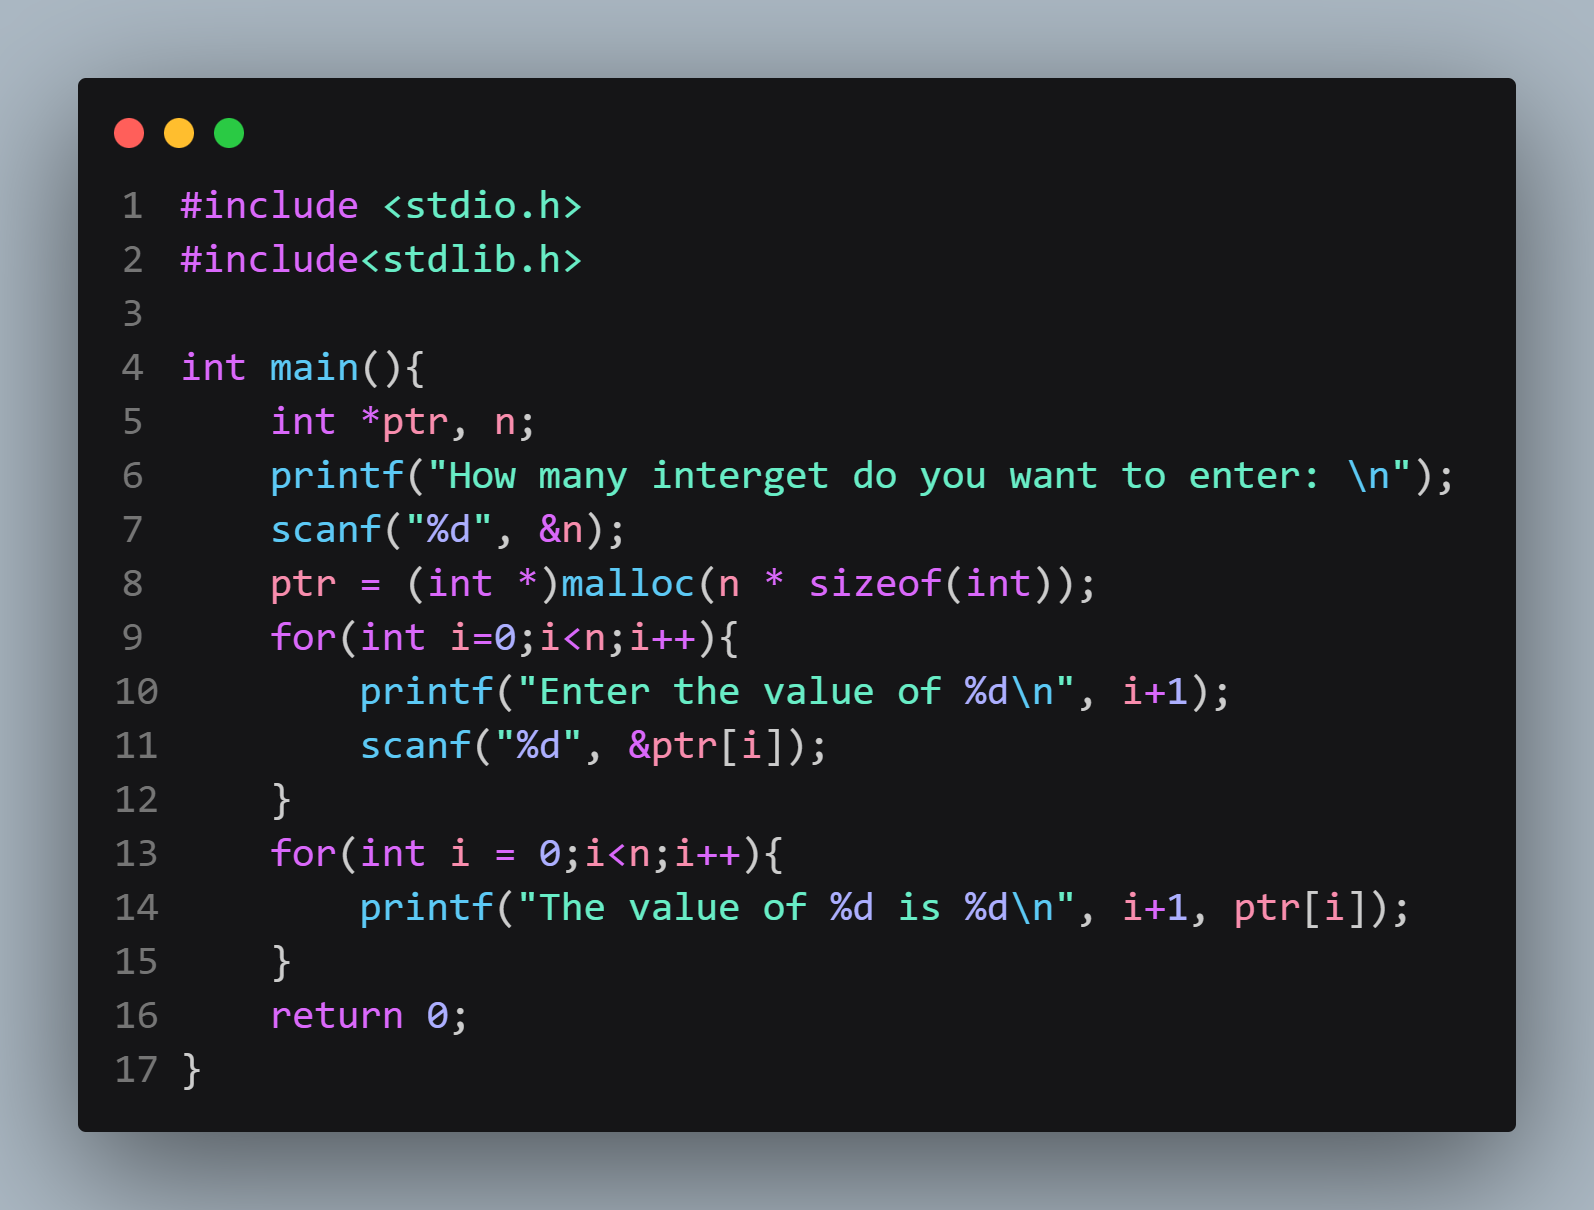 1 #include <stdio.h>
2 #include<stdlib.h>
3
4 int main(){
5     int *ptr, n;
6     printf("How many interget do you want to enter: \n");
7     scanf("%d", &n);
8     ptr = (int *)malloc(n * sizeof(int));
9     for(int i=0;i<n;i++){
10         printf("Enter the value of %d\n", i+1);
11         scanf("%d", &ptr[i]);
12     }
13     for(int i = 0;i<n;i++){
14         printf("The value of %d is %d\n", i+1, ptr[i]);
15     }
16     return 0;
17 }